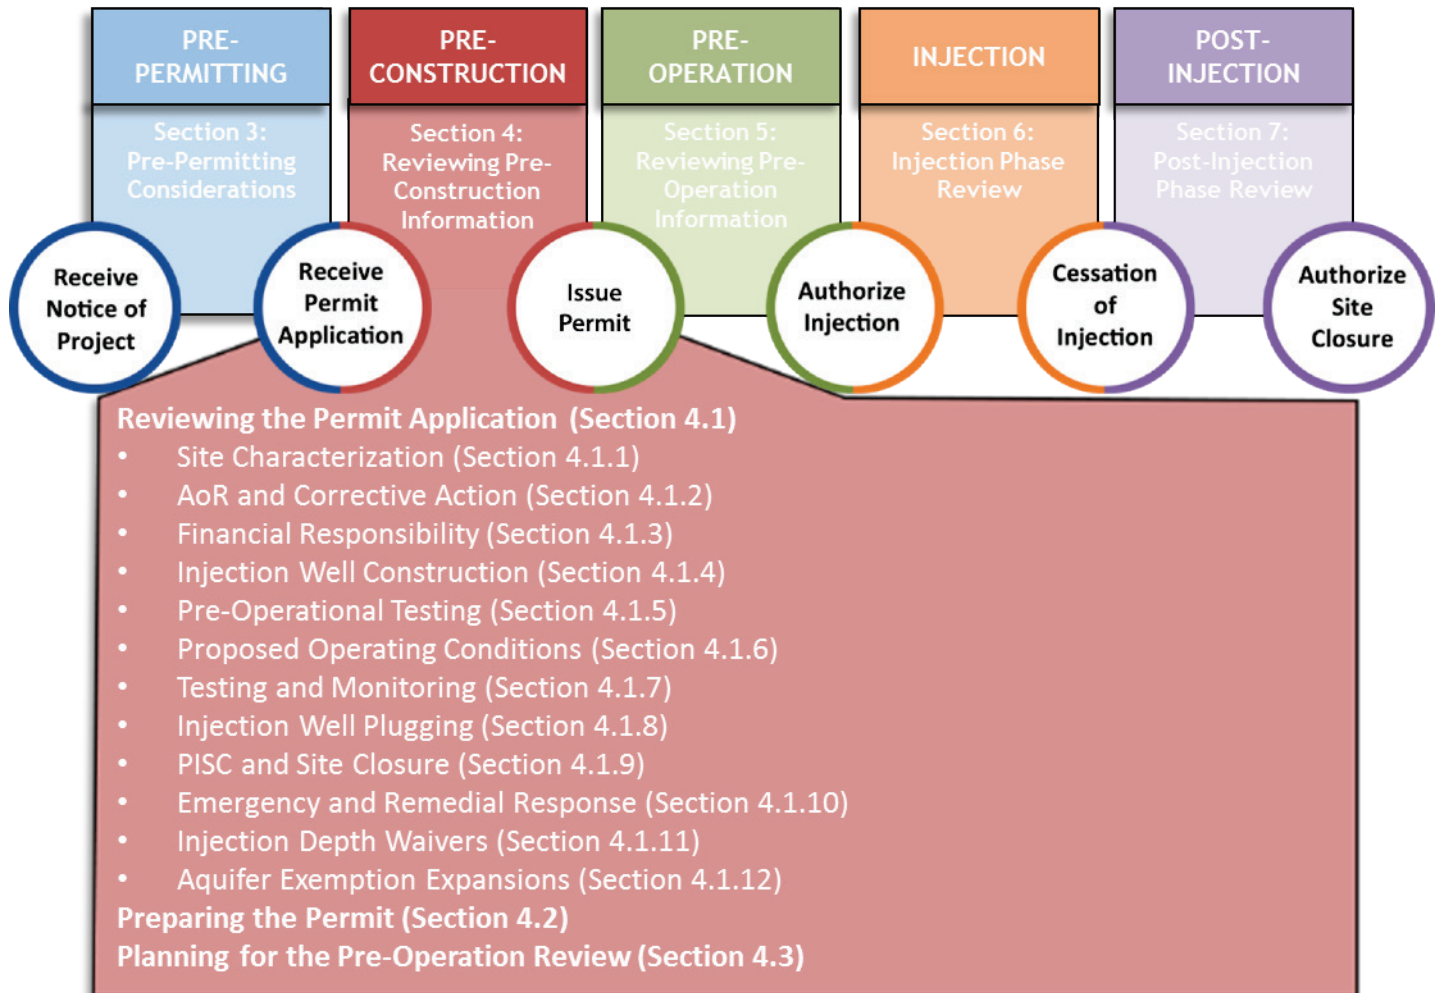 PRE-
PERMITTING
PRE-
CONSTRUCTION
PRE-
OPERATION
INJECTION
POST-
INJECTION
Section 3:
Pre-Permitting
Considerations
Section 4:
Reviewing Pre-
Construction
Information
Section 5:
Reviewing Pre-
Operation
Information
Section 6:
Injection Phase
Review
Section 7:
Post-Injection
Phase Review
Receive
Notice of
Project
Receive
Permit
Application
Issue
Permit
Authorize
Injection
Cessation
of
Injection
Authorize
Site
Closure
Reviewing the Permit Application (Section 4.1)
• Site Characterization (Section 4.1.1)
• AoR and Corrective Action (Section 4.1.2)
• Financial Responsibility (Section 4.1.3)
• Injection Well Construction (Section 4.1.4)
• Pre-Operational Testing (Section 4.1.5)
• Proposed Operating Conditions (Section 4.1.6)
• Testing and Monitoring (Section 4.1.7)
• Injection Well Plugging (Section 4.1.8)
• PISC and Site Closure (Section 4.1.9)
• Emergency and Remedial Response (Section 4.1.10)
• Injection Depth Waivers (Section 4.1.11)
• Aquifer Exemption Expansions (Section 4.1.12)
Preparing the Permit (Section 4.2)
Planning for the Pre-Operation Review (Section 4.3)